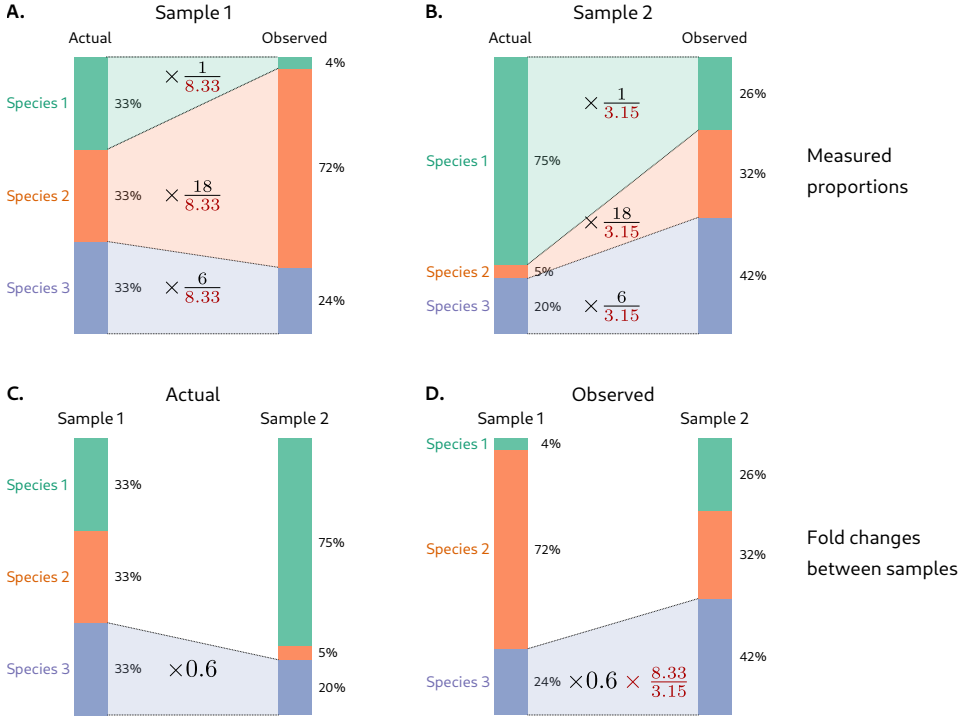 A.
Sample 1
Actual
Observed
Species 1
33%
× 1/8.33
4%
Species 2
33%
× 18/8.33
72%
Species 3
33%
× 6/8.33
24%
B.
Sample 2
Actual
Observed
Species 1
75%
× 1/3.15
26%
Species 2
5%
× 18/3.15
32%
Species 3
20%
× 6/3.15
42%
Measured
proportions
C.
Actual
Sample 1
Sample 2
Species 1
33%
75%
Species 2
33%
5%
Species 3
33%
×0.6
20%
D.
Observed
Sample 1
Sample 2
Species 1
4%
26%
Species 2
72%
32%
Species 3
24%
×0.6 × 8.33/3.15
42%
Fold changes
between samples